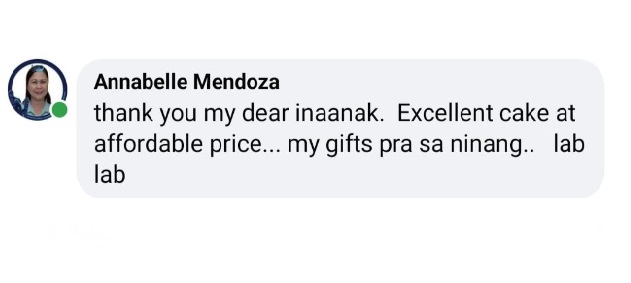 Annabelle Mendoza
thank you my dear inaanak.  Excellent cake at
affordable price... my gifts pra sa ninang..   lab
lab